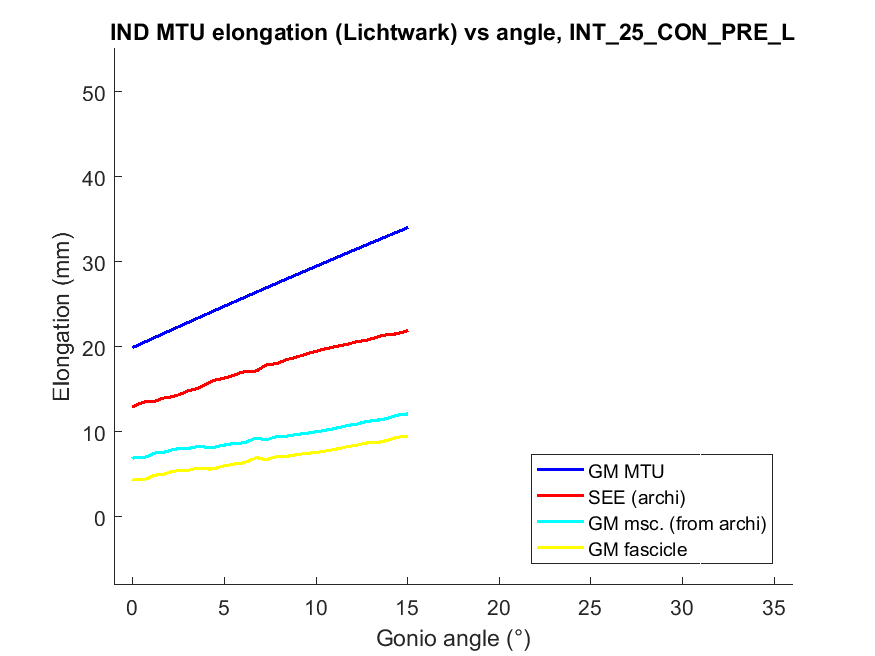 IND MTU elongation (Lichtwark) vs angle, INT_25_CON_PRE_L
50
40
30
20
10
0
Elongation (mm)
GM MTU
SEE (archi)
GM msc. (from archi)
GM fascicle
0 5 10 15 20 25 30 35
Gonio angle (°)